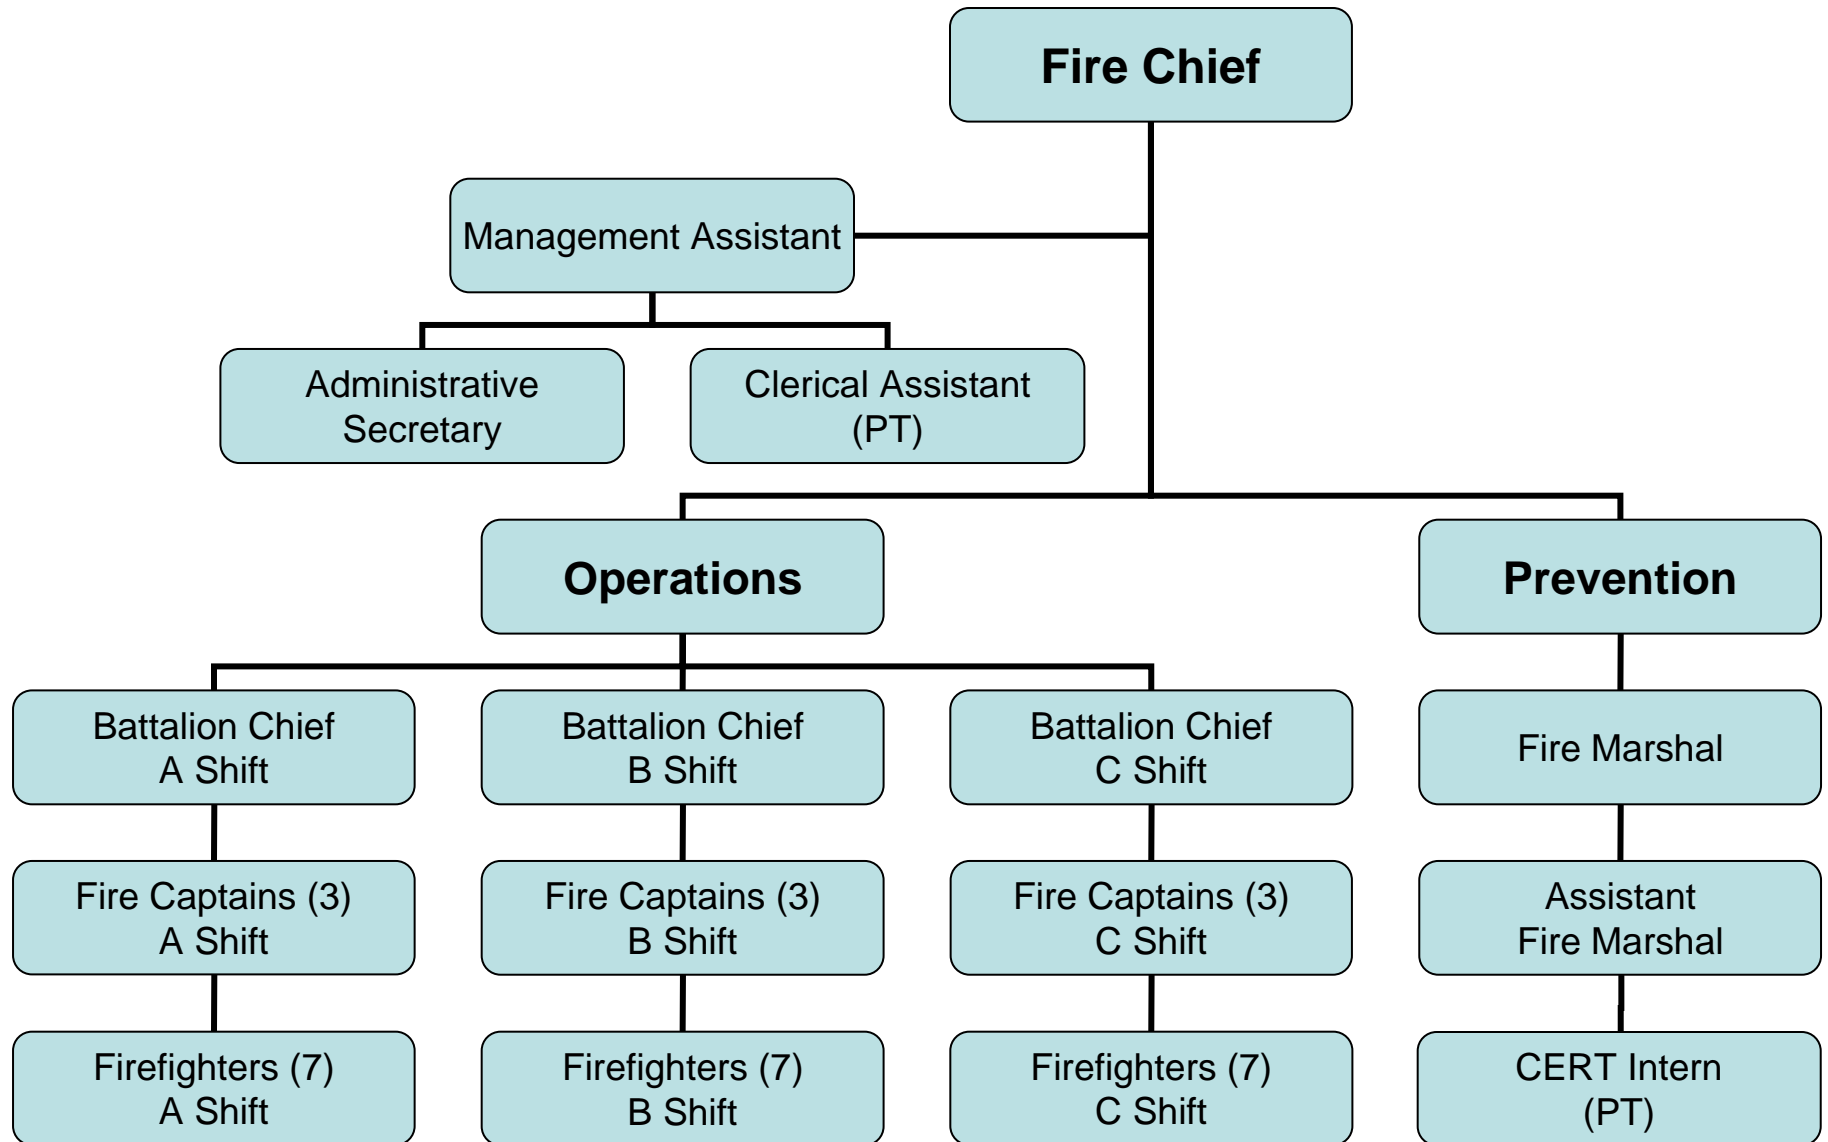 Fire Chief
Management Assistant
Administrative
Secretary
Clerical Assistant
(PT)
Operations
Prevention
Battalion Chief
A Shift
Battalion Chief
B Shift
Battalion Chief
C Shift
Fire Marshal
Fire Captains (3)
A Shift
Fire Captains (3)
B Shift
Fire Captains (3)
C Shift
Assistant
Fire Marshal
Firefighters (7)
A Shift
Firefighters (7)
B Shift
Firefighters (7)
C Shift
CERT Intern
(PT)